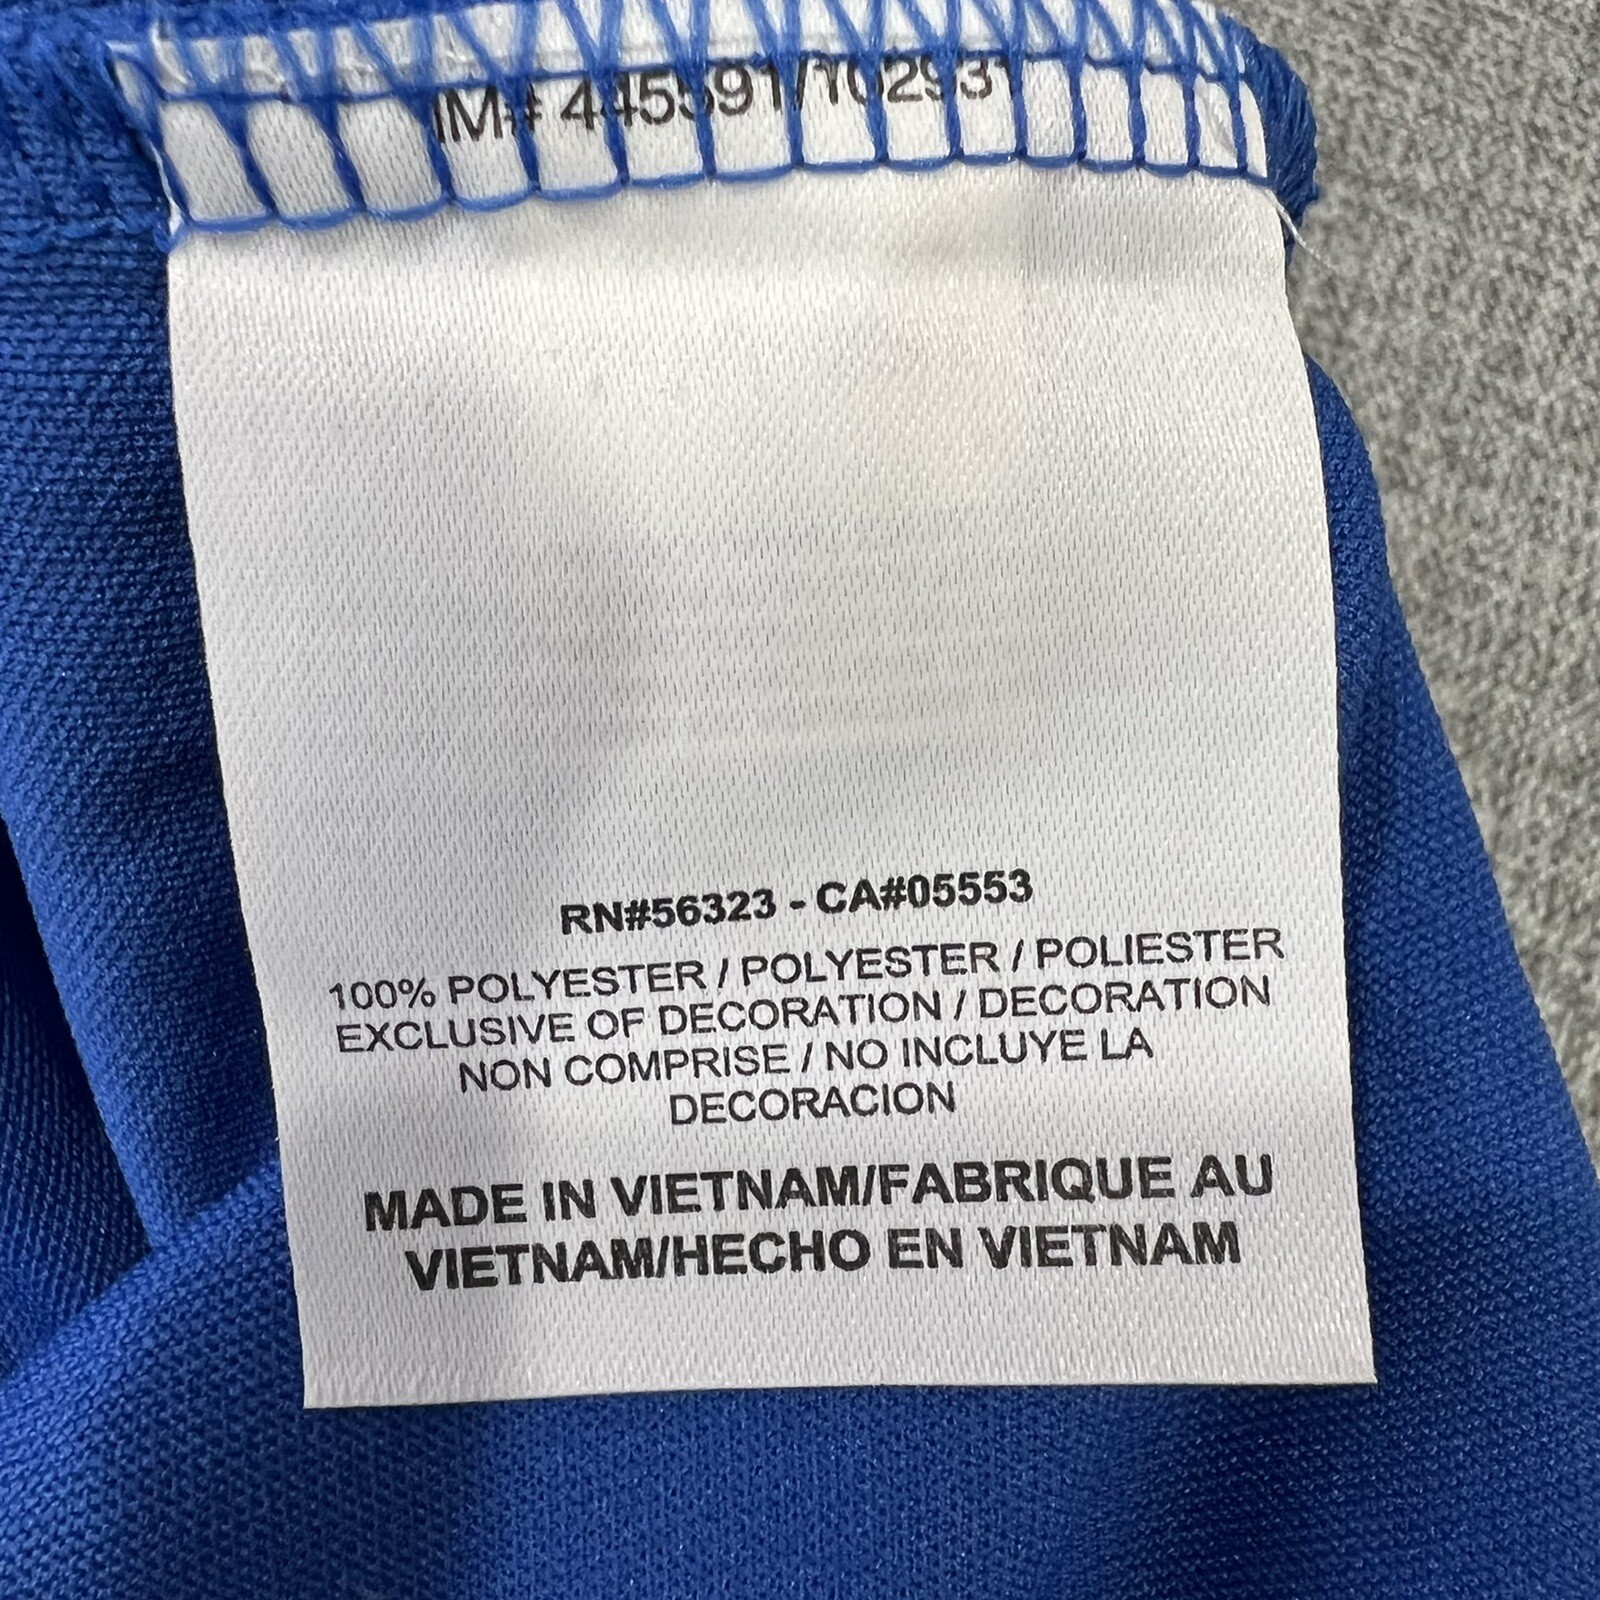 IM# 445591/102931
RN#56323 - CA#05553
100% POLYESTER / POLYESTER / POLIESTER
EXCLUSIVE OF DECORATION / DECORATION
NON COMPRISE / NO INCLUYE LA
DECORACION
MADE IN VIETNAM/FABRIQUE AU
VIETNAM/HECHO EN VIETNAM